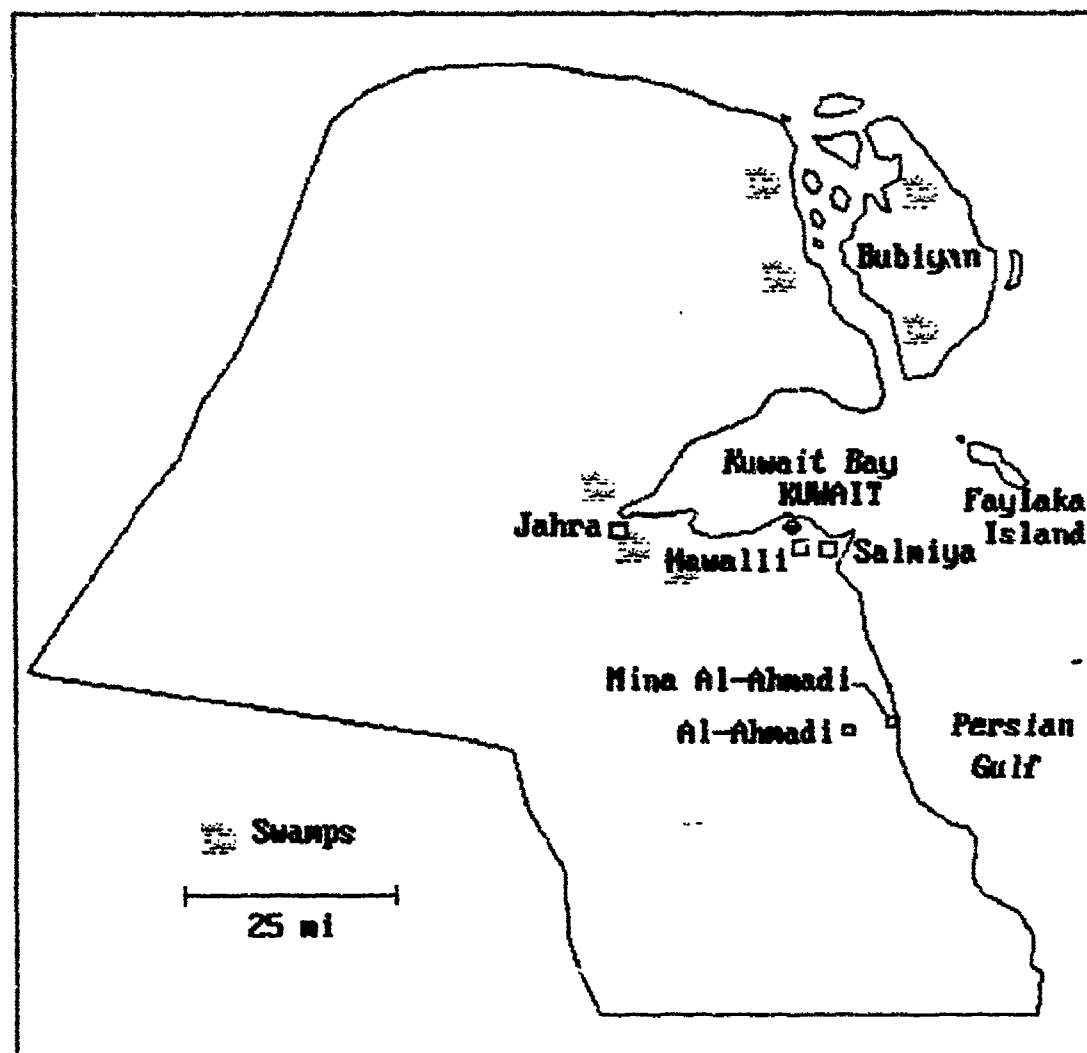 Bubiyan
Kuwait Bay
KUWAIT
Faylaka
Island
Jahra
Hawalli
Salmiya
Mina Al-Ahmadi
Al-Ahmadi
Persian
Gulf
Swamps
25 mi